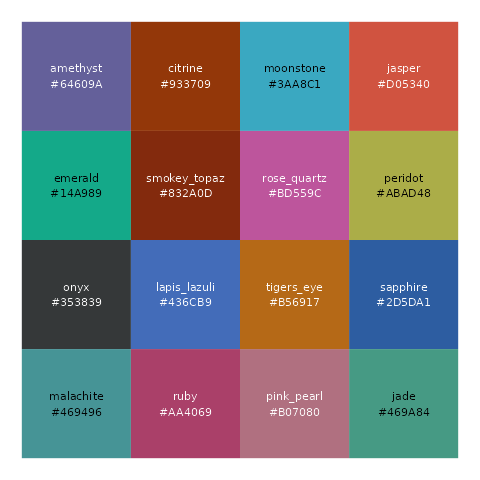 amethyst
#64609A
citrine
#933709
moonstone
#3AA8C1
jasper
#D05340
emerald
#14A989
smokey_topaz
#832A0D
rose_quartz
#BD559C
peridot
#ABAD48
onyx
#353839
lapis_lazuli
#436CB9
tigers_eye
#B56917
sapphire
#2D5DA1
malachite
#469496
ruby
#AA4069
pink_pearl
#B07080
jade
#469A84